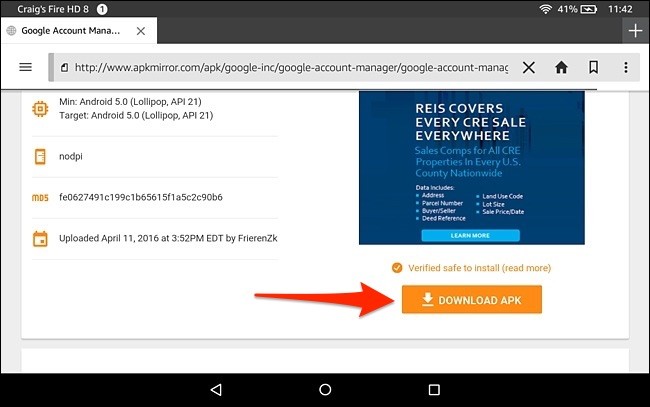 Craig's Fire HD 8 1 41% 11:42
Google Account Mana...
http://www.apkmirror.com/apk/google-inc/google-account-manager/google-account-manag
Min: Android 5.0 (Lollipop, API 21)
Target: Android 5.0 (Lollipop, API 21)
nodpi
MD5 fe0627491c199c1b65615f1a5c2c90b6
Uploaded April 11, 2016 at 3:52PM EDT by FrierenZk
REIS COVERS
EVERY CRE SALE
EVERYWHERE
Sales Comps for All CRE
Properties In Every U.S.
County Nationwide
Data Includes:
Address
Parcel Number
Buyer/Seller
Deed Reference
Land Use Code
Lot Size
Sale Price/Date
LEARN MORE
Verified safe to install (read more)
DOWNLOAD APK